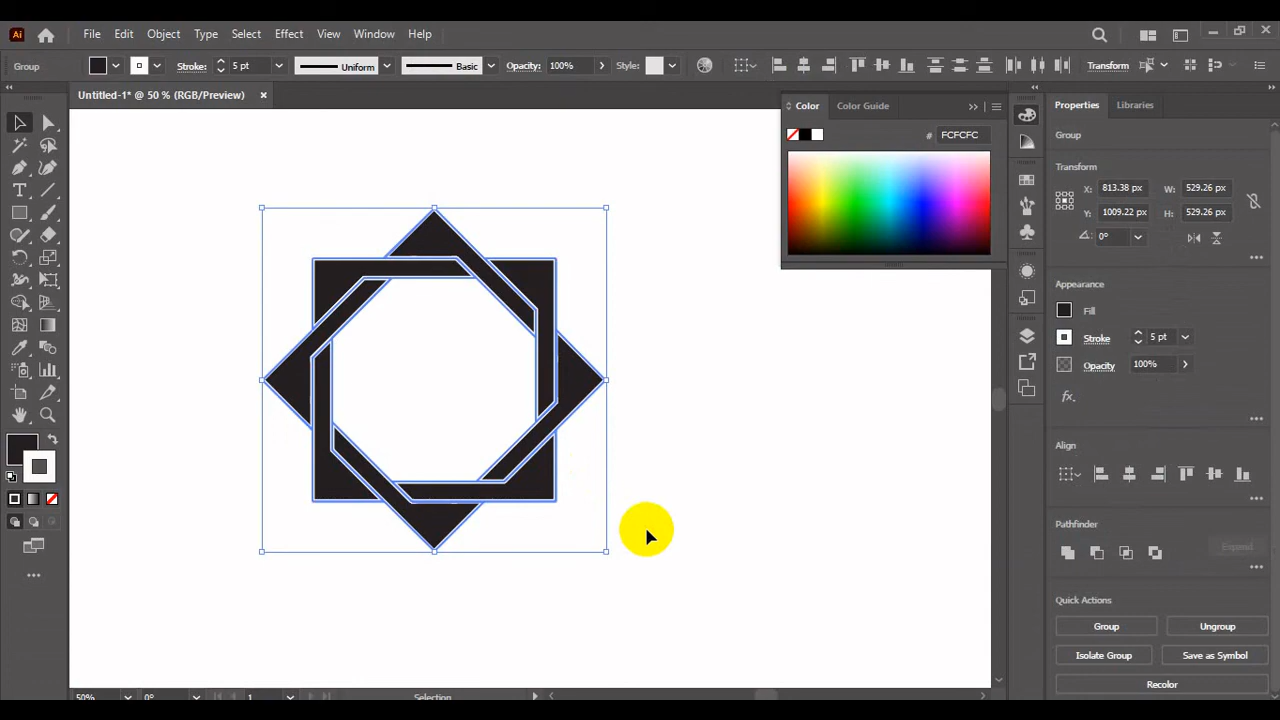 Ai File Edit Object Type Select Effect View Window Help
Group Stroke: 5 pt Uniform Basic Opacity: 100% Style: Transform
Untitled-1* @ 50 % (RGB/Preview)
Color Color Guide
# FCFCFC
Properties Libraries
Group
Transform
X: 813.38 px W: 529.26 px
Y: 1009.22 px H: 529.26 px
0°
Appearance
Fill
Stroke 5 pt
Opacity 100%
fx.
Align
Pathfinder
Expand
Quick Actions
Group Ungroup
Isolate Group Save as Symbol
Recolor
50% 0° 1 Selection